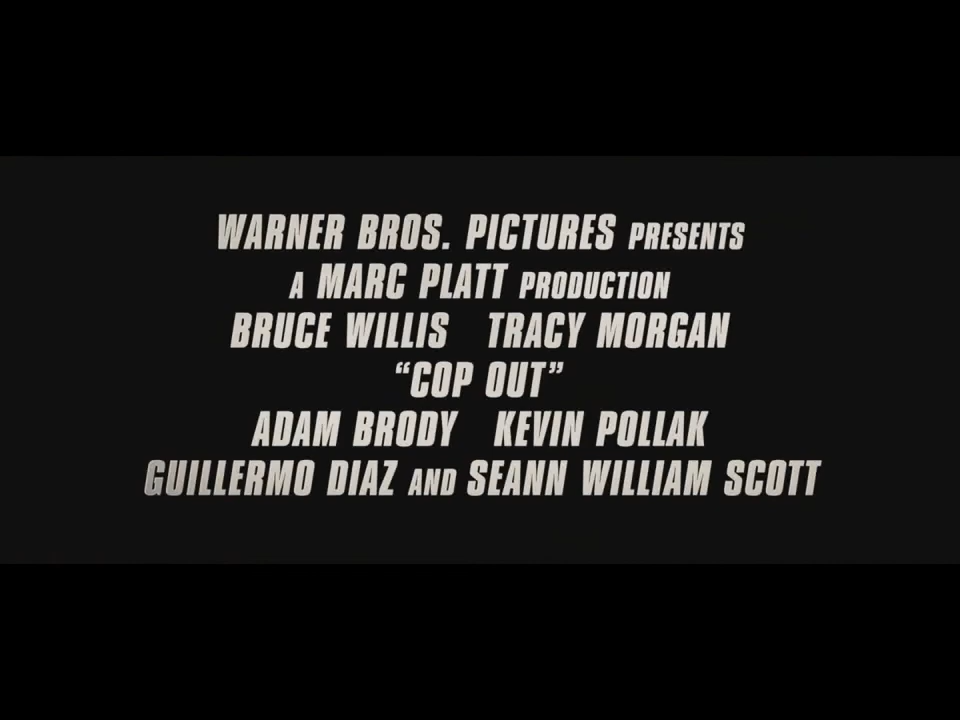 WARNER BROS. PICTURES PRESENTS
A MARC PLATT PRODUCTION
BRUCE WILLIS TRACY MORGAN
“COP OUT”
ADAM BRODY KEVIN POLLAK
GUILLERMO DIAZ AND SEANN WILLIAM SCOTT